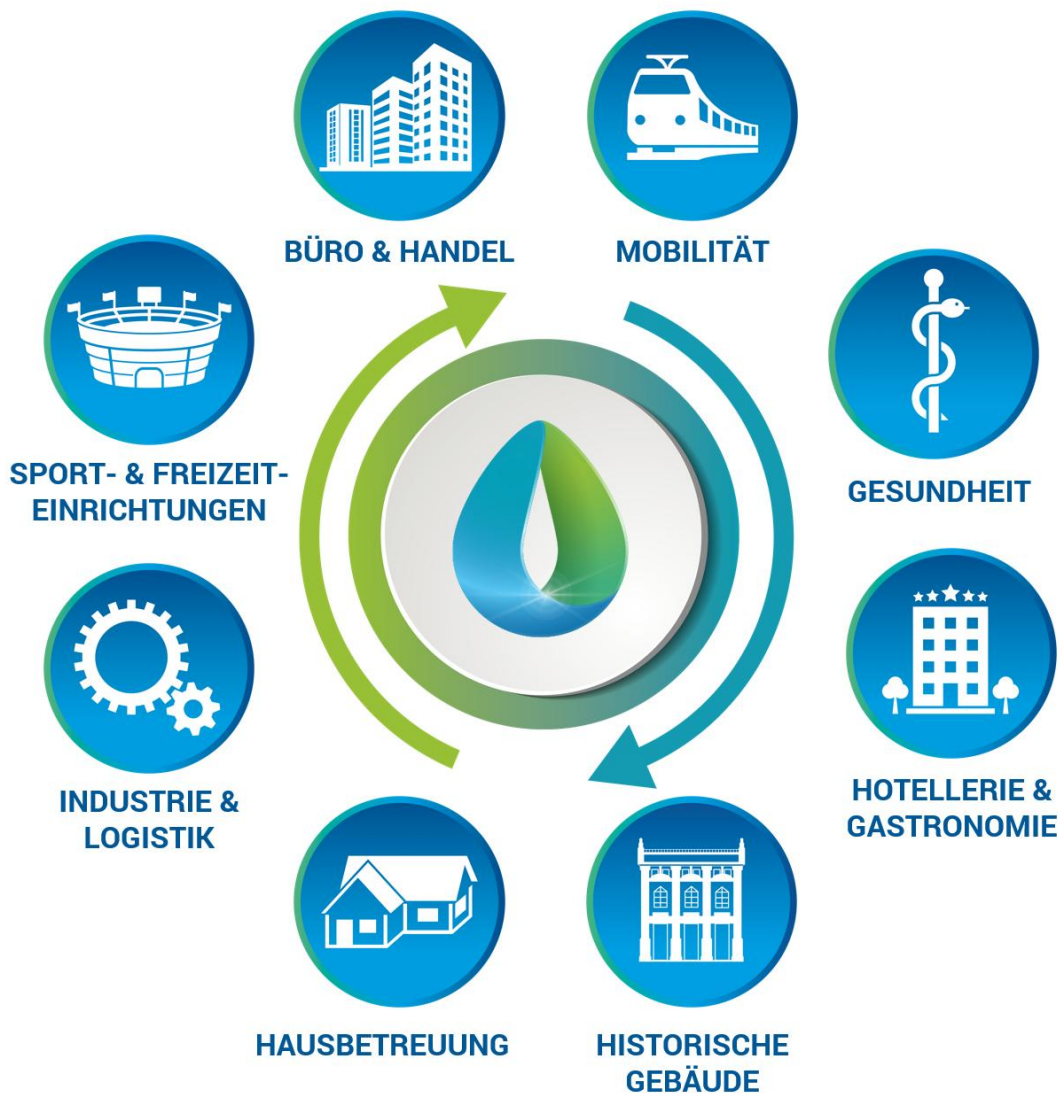 BÜRO & HANDEL
MOBILITÄT
SPORT- & FREIZEIT-
EINRICHTUNGEN
GESUNDHEIT
INDUSTRIE &
LOGISTIK
HOTELLERIE &
GASTRONOMIE
HAUSBETREUUNG
HISTORISCHE
GEBÄUDE